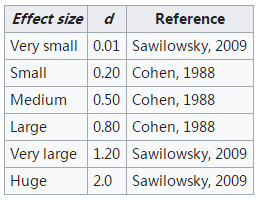 Effect size d Reference
Very small 0.01 Sawilowsky, 2009
Small 0.20 Cohen, 1988
Medium 0.50 Cohen, 1988
Large 0.80 Cohen, 1988
Very large 1.20 Sawilowsky, 2009
Huge 2.0 Sawilowsky, 2009